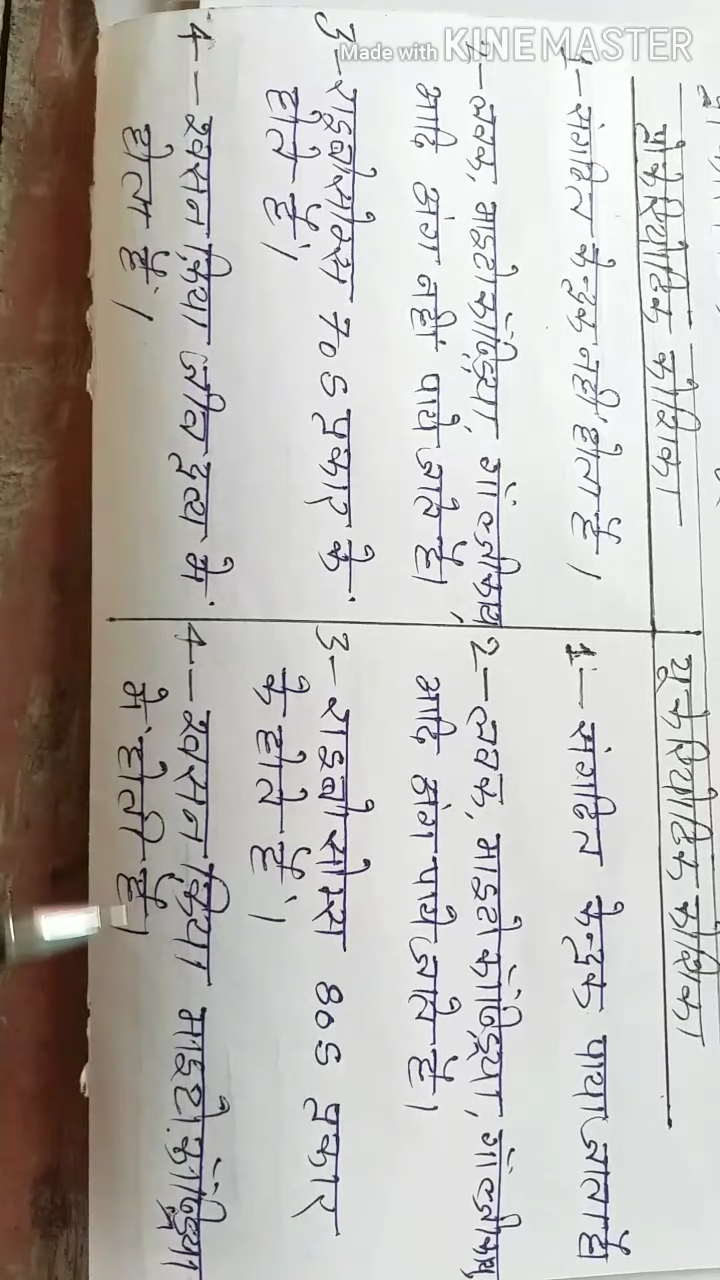 Made with KINEMASTER
प्रोकैरियोटिक कोशिका
1- संगठित केन्द्रक नही होता है।
2-लवक, माइटोकॉण्ड्रिया, गॉल्जीकाय,
आदि अंग नहीं पाये जाते है।
3-राइबोसोम्स 70S प्रकार के
होते हैं।
4-श्वसन क्रिया जीव द्रव्य मे
होता हैं।
यूकैरियोटिक कोशिका
1- संगठित केन्द्रक पाया जाता है।
2-लवक, माइटोकॉण्ड्रिया, गॉल्जीकाय
आदि अंग पाये जाते है।
3-राइबोसोम्स 80S प्रकार
के होते हैं।
4-श्वसन क्रिया माइटोकॉण्ड्रिया
में होती हैं।